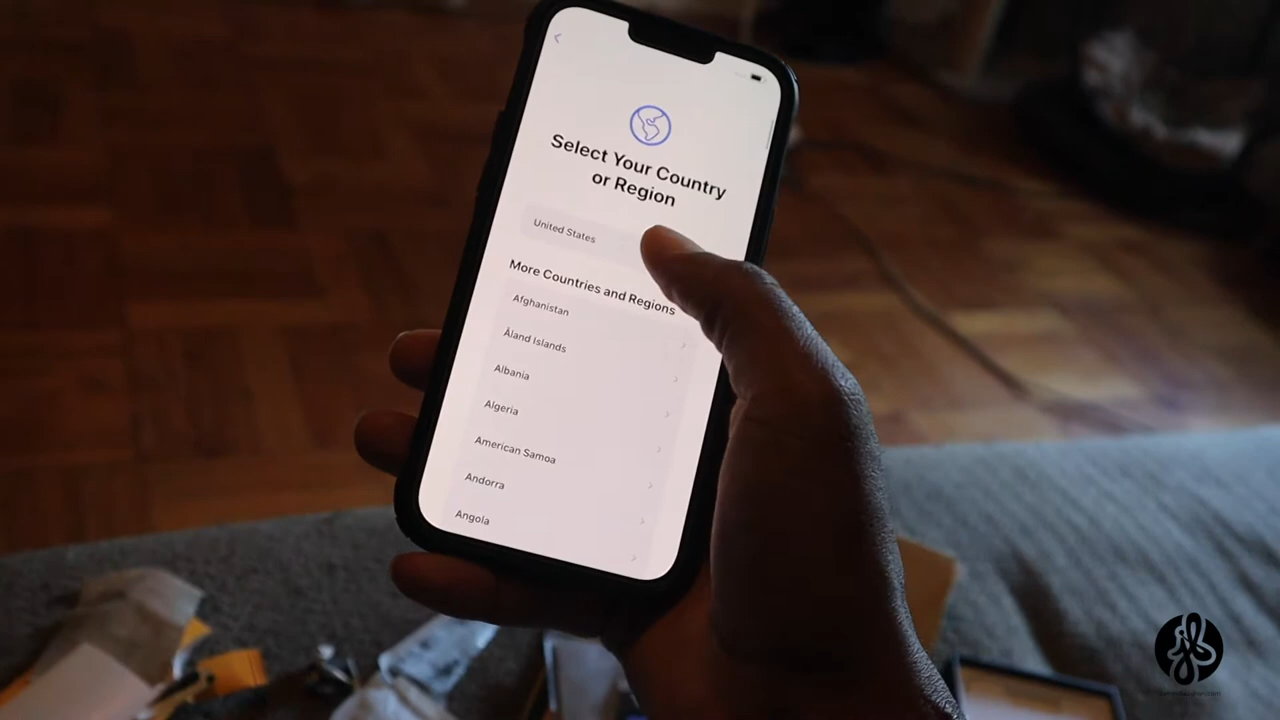 Select Your Country
or Region
United States
More Countries and Regions
Afghanistan
Åland Islands
Albania
Algeria
American Samoa
Andorra
Angola